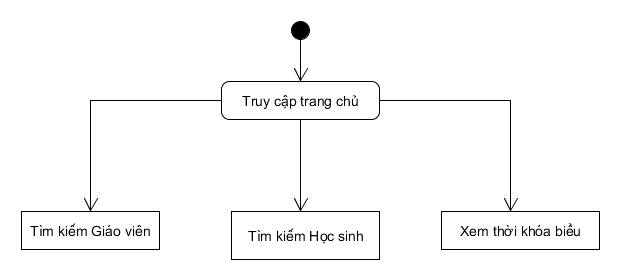 Truy cập trang chủ
Tìm kiếm Giáo viên
Tìm kiếm Học sinh
Xem thời khóa biểu